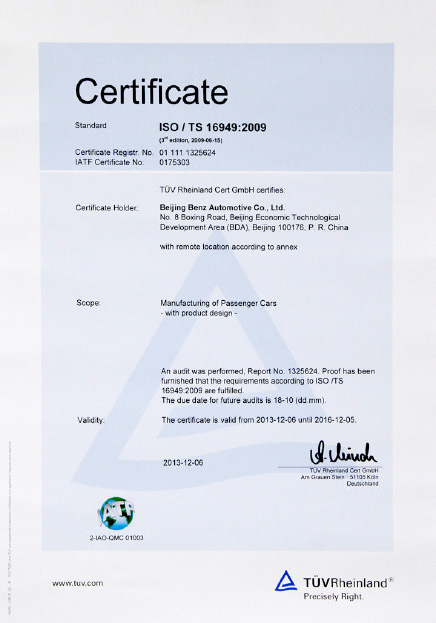 Certificate
Standard ISO / TS 16949:2009
(3rd edition, 2009-06-15)
Certificate Registr. No. 01 111 1325624
IATF Certificate No. 0175303
TÜV Rheinland Cert GmbH certifies:
Certificate Holder: Beijing Benz Automotive Co., Ltd.
No. 8 Boxing Road, Beijing Economic Technological
Development Area (BDA), Beijing 100176, P. R. China
with remote location according to annex
Scope: Manufacturing of Passenger Cars
- with product design -
An audit was performed, Report No. 1325624. Proof has been
furnished that the requirements according to ISO /TS
16949:2009 are fulfilled.
The due date for future audits is 18-10 (dd.mm).
Validity: The certificate is valid from 2013-12-06 until 2016-12-05.
2013-12-06
TÜV Rheinland Cert GmbH
Am Grauen Stein · 51105 Köln
Deutschland
IATF
2-IAO-QMC 01003
www.tuv.com
TÜVRheinland®
Precisely Right.